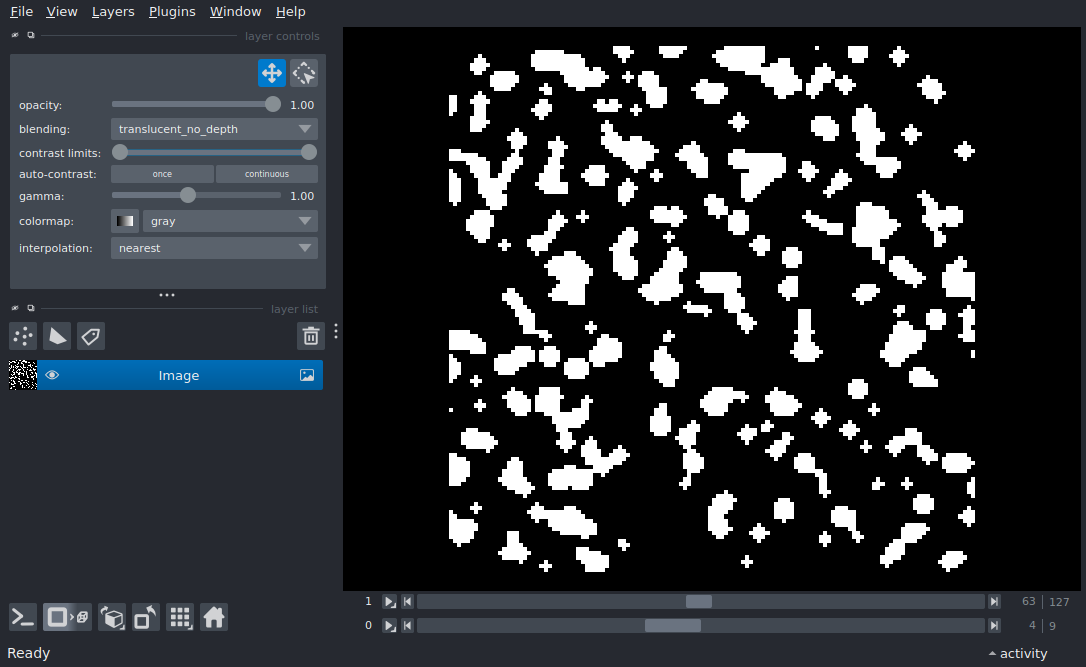 File View Layers Plugins Window Help
layer controls
opacity: 1.00
blending: translucent_no_depth
contrast limits:
auto-contrast: once continuous
gamma: 1.00
colormap: gray
interpolation: nearest
layer list
Image
1 63 127
0 4 9
Ready activity